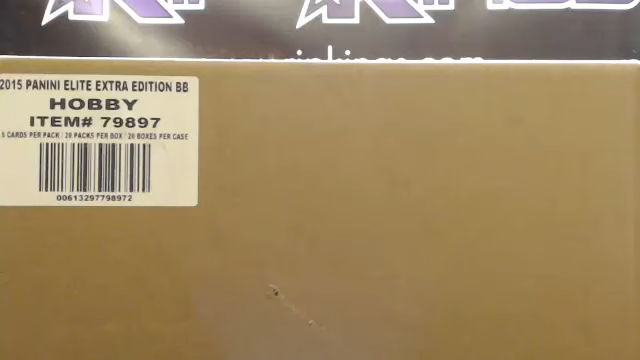 2015 PANINI ELITE EXTRA EDITION BB
HOBBY
ITEM# 79897
5 CARDS PER PACK / 20 PACKS PER BOX / 20 BOXES PER CASE
00613297798972